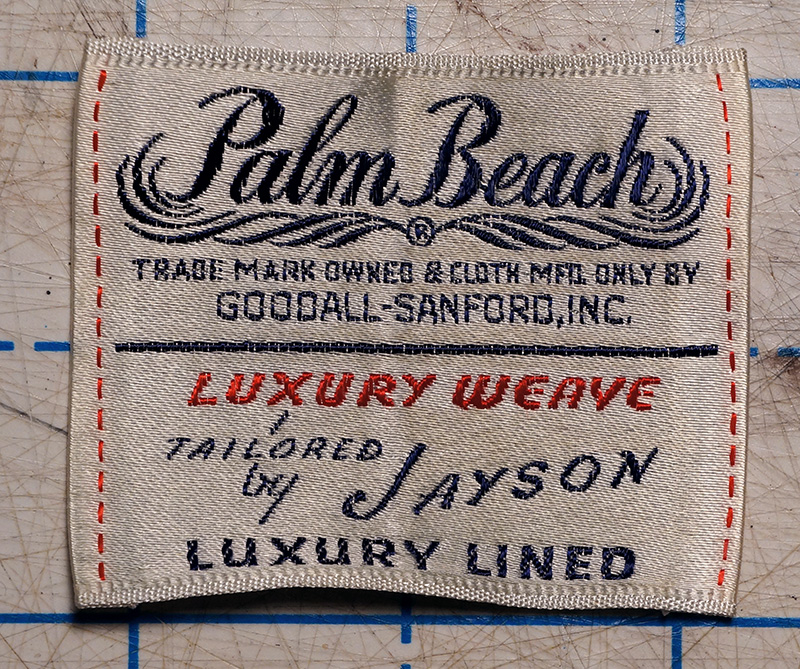 Palm Beach
®
TRADE MARK OWNED & CLOTH MFD. ONLY BY
GOODALL-SANFORD, INC.
LUXURY WEAVE
TAILORED
by JAYSON
LUXURY LINED